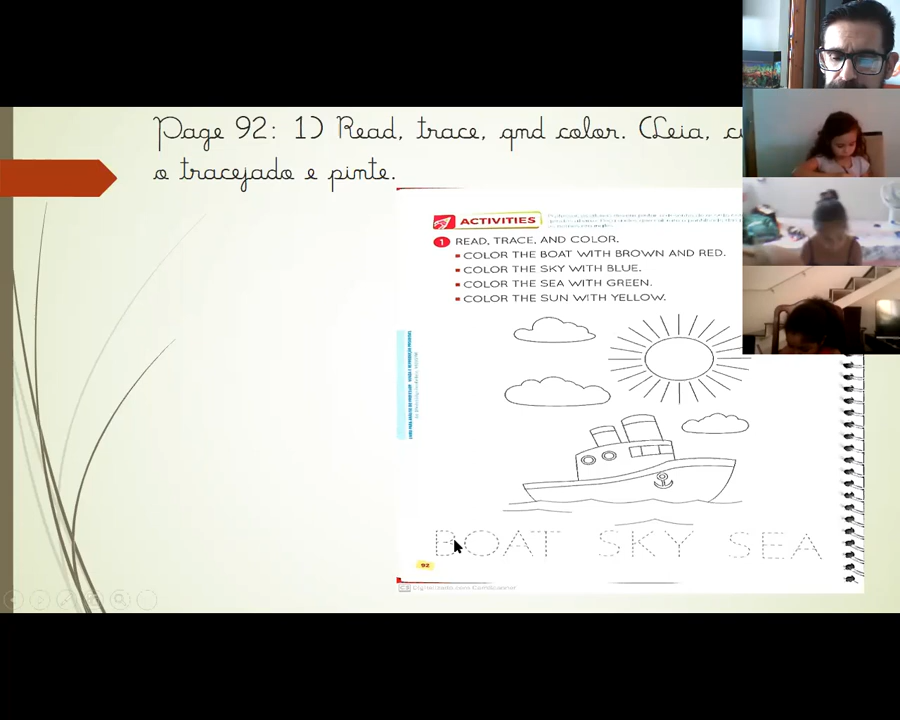 Page 92: 1) Read, trace, and color. (Leia,
o tracejado e pinte.
ACTIVITIES
1 READ, TRACE, AND COLOR.
COLOR THE BOAT WITH BROWN AND RED.
COLOR THE SKY WITH BLUE.
COLOR THE SEA WITH GREEN.
COLOR THE SUN WITH YELLOW.
BOAT SKY SEA
92